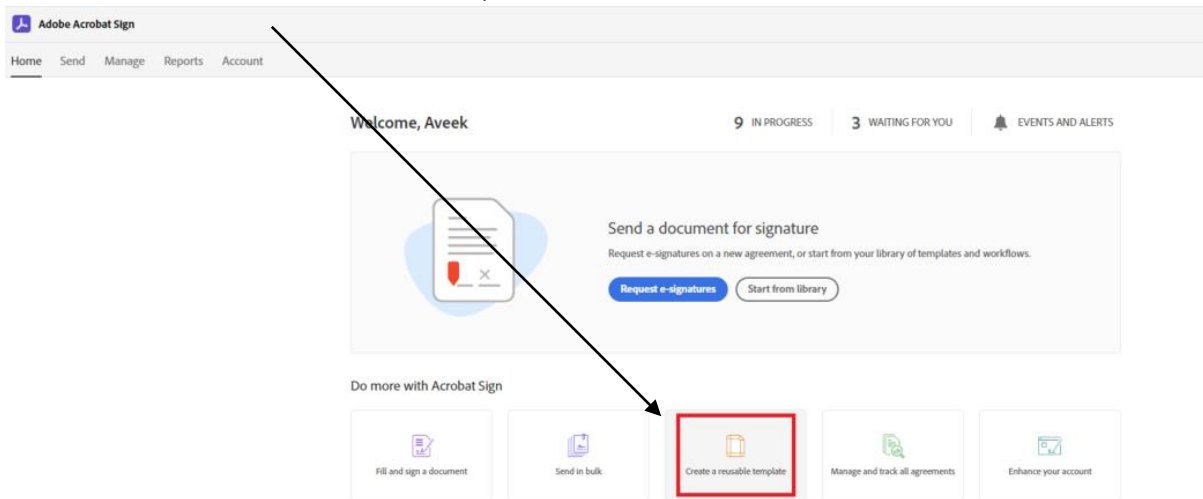 Adobe Acrobat Sign
Home Send Manage Reports Account
Welcome, Aveek
9 IN PROGRESS 3 WAITING FOR YOU EVENTS AND ALERTS
Send a document for signature
Request e-signatures on a new agreement, or start from your library of templates and workflows.
Request e-signatures Start from library
Do more with Acrobat Sign
Fill and sign a document Send in bulk Create a reusable template Manage and track all agreements Enhance your account